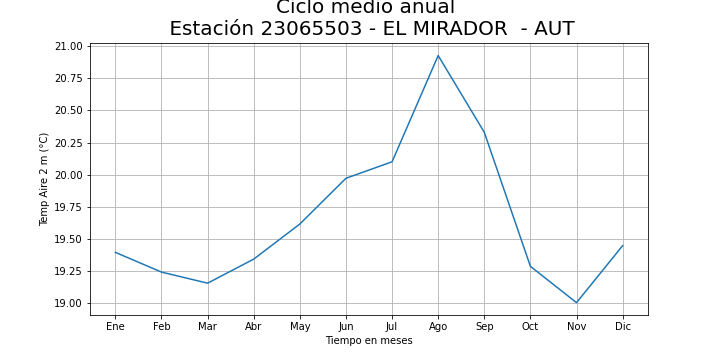 Ciclo medio anual
Estación 23065503 - EL MIRADOR  - AUT
21.00
20.75
20.50
20.25
20.00
19.75
19.50
19.25
19.00
Temp Aire 2 m (°C)
Ene Feb Mar Abr May Jun Jul Ago Sep Oct Nov Dic
Tiempo en meses